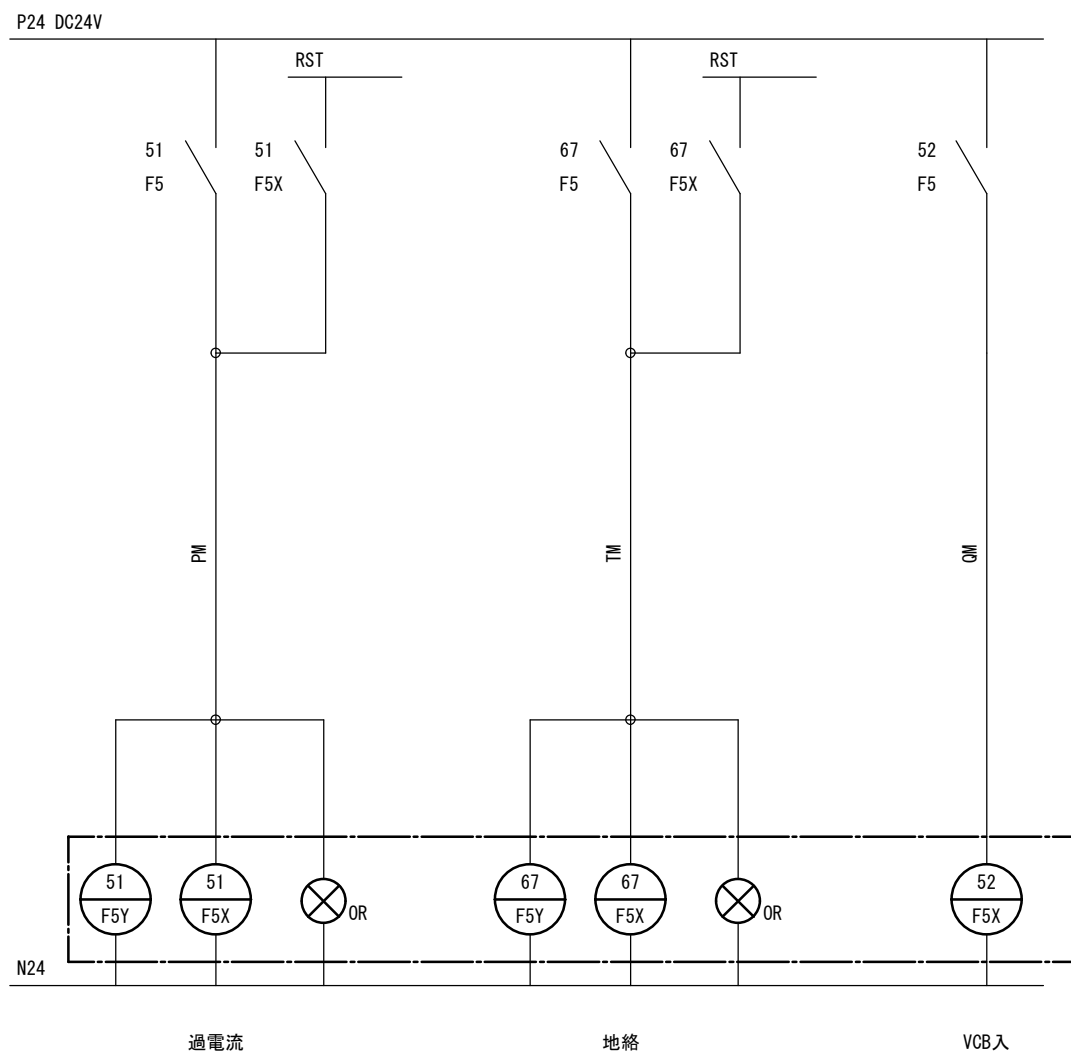 P24 DC24V
RST
RST
51
F5
51
F5X
67
F5
67
F5X
52
F5
PM
TM
QM
51
F5Y
51
F5X
OR
67
F5Y
67
F5X
OR
52
F5X
N24
過電流
地絡
VCB入